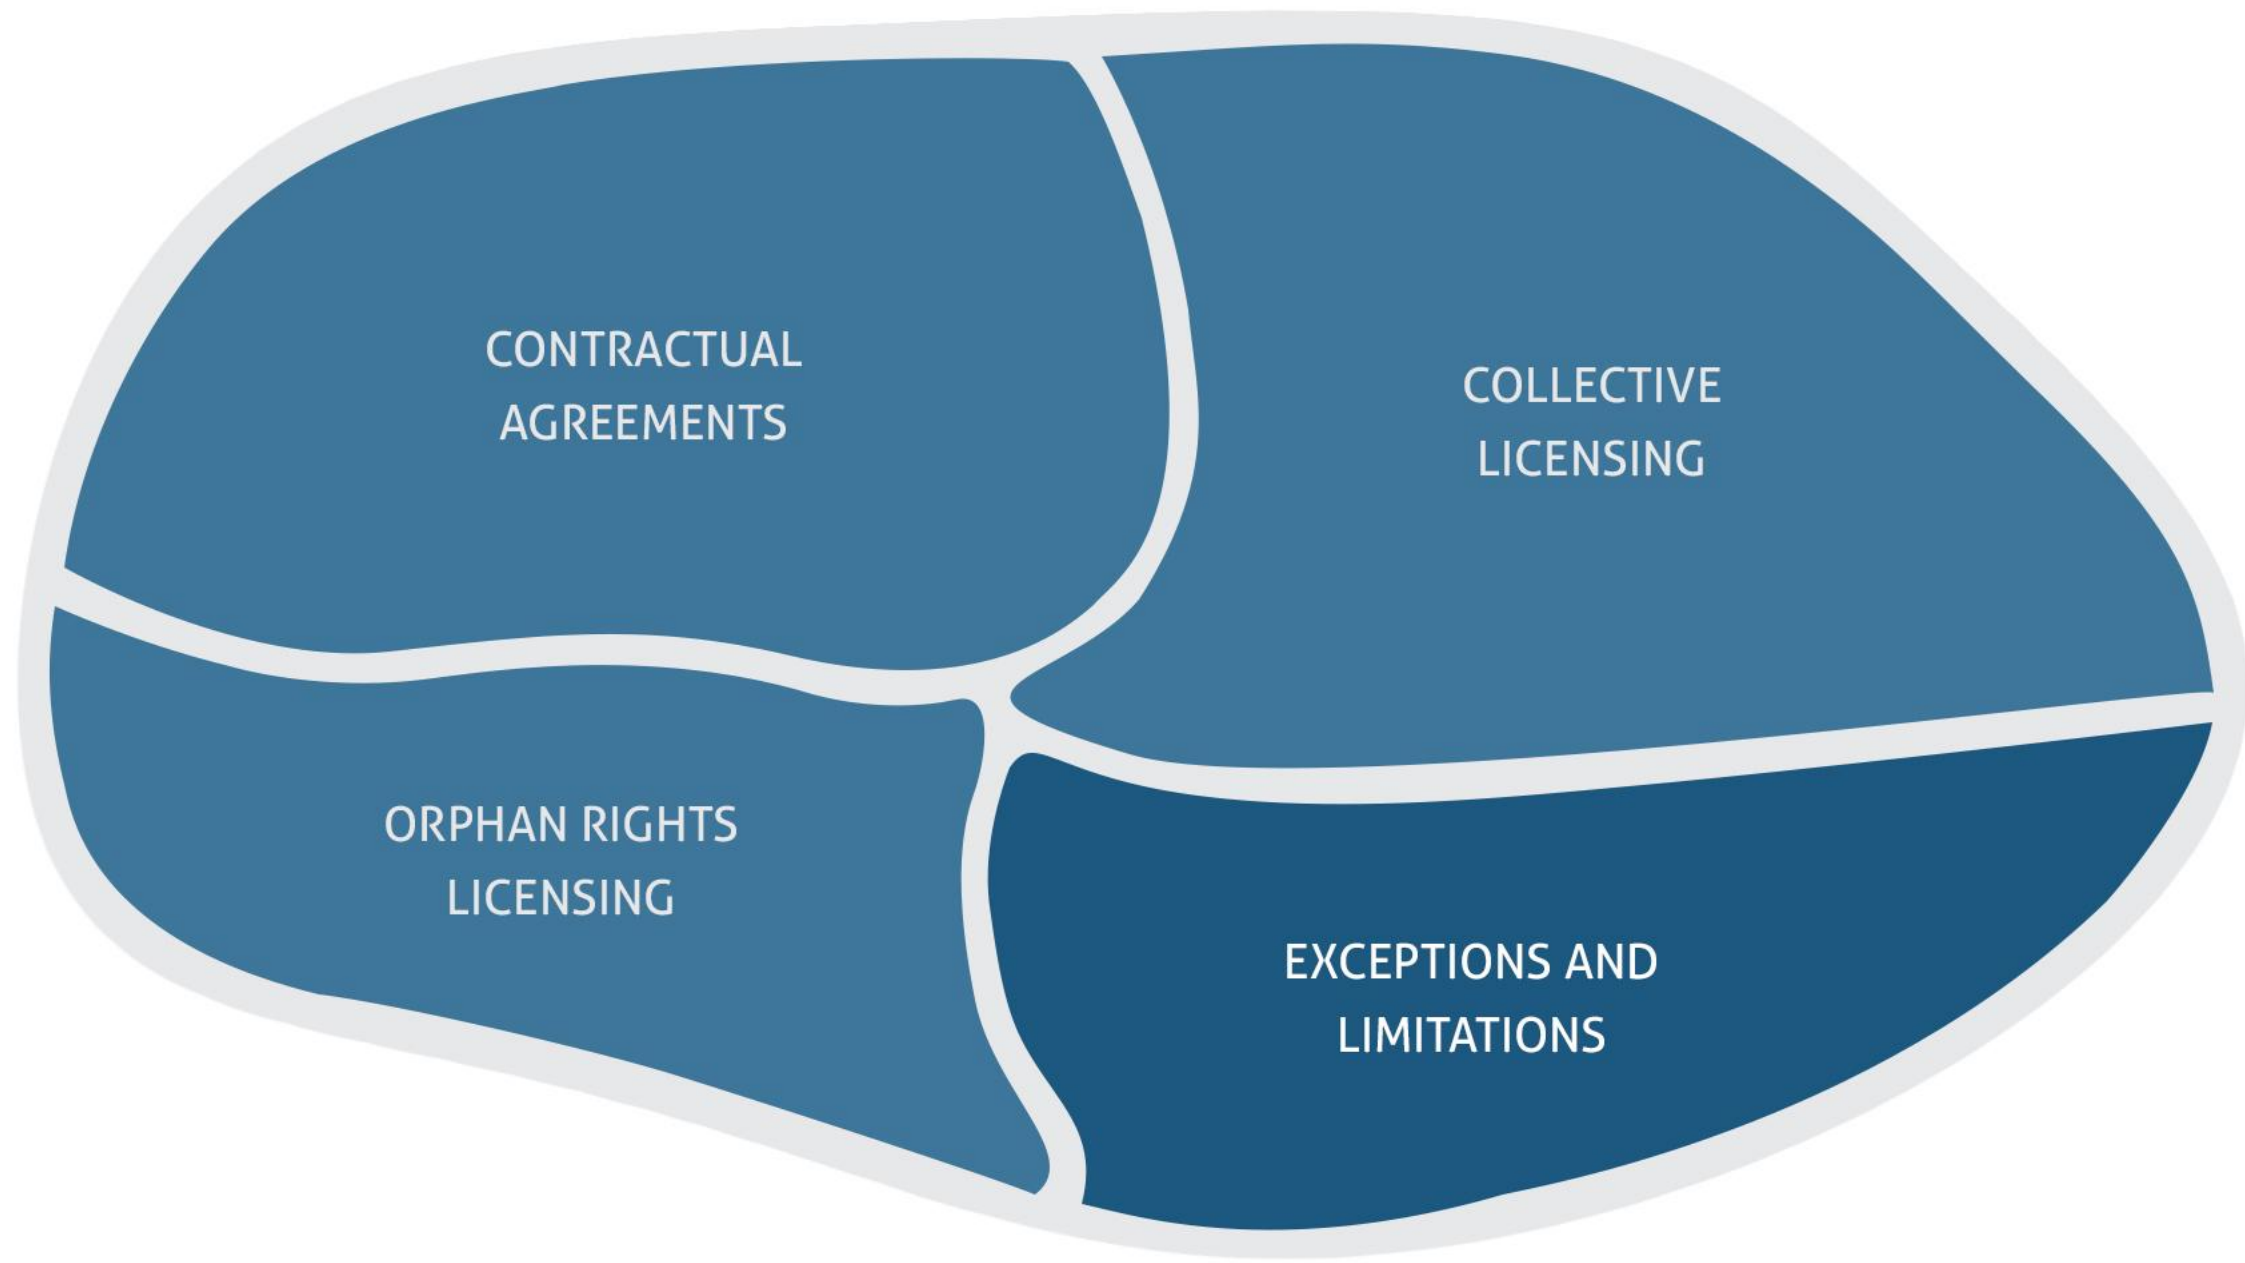 CONTRACTUAL
AGREEMENTS
COLLECTIVE
LICENSING
ORPHAN RIGHTS
LICENSING
EXCEPTIONS AND
LIMITATIONS